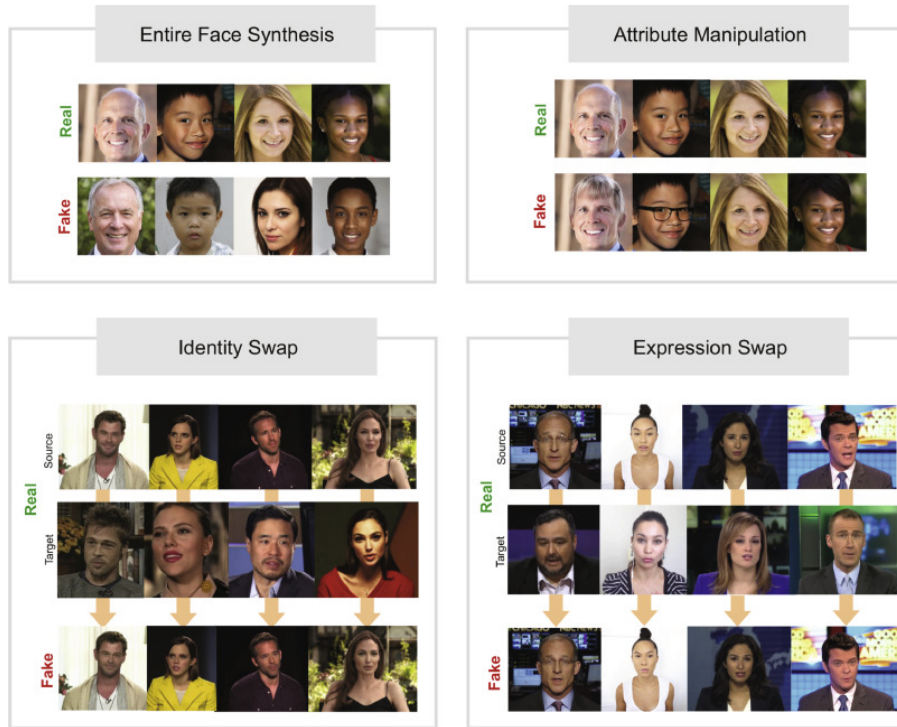 Entire Face Synthesis
Real
Fake
Attribute Manipulation
Real
Fake
Identity Swap
Real
Source
Target
Fake
Expression Swap
Real
Source
Target
Fake
CHICAGO